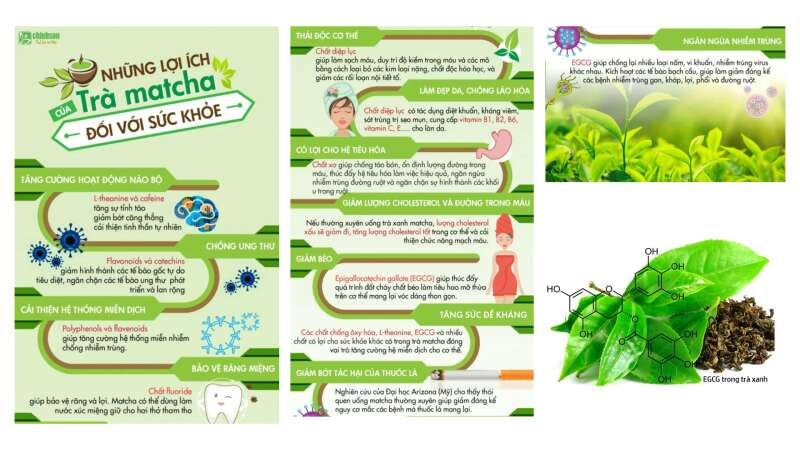 chinhson
NHỮNG LỢI ÍCH
CỦA Trà matcha
ĐỐI VỚI SỨC KHỎE
TĂNG CƯỜNG HOẠT ĐỘNG NÃO BỘ
L-theanine và cafeine
tăng sự tỉnh táo
giảm bớt căng thẳng
cải thiện tinh thần tự nhiên
CHỐNG UNG THƯ
Flavonoids và catechins
giảm hình thành các tế bào gốc tự do
tiêu diệt, ngăn chặn các tế bào ung thư phát
triển và lan rộng
CẢI THIỆN HỆ THỐNG MIỄN DỊCH
Polyphenols và flavenoids
giúp tăng cường hệ thống miễn nhiễm
chống nhiễm trùng.
BẢO VỆ RĂNG MIỆNG
Chất fluoride
giúp bảo vệ răng và lợi. Matcha có thể dùng làm
nước xúc miệng giữ cho hơi thở thơm tho
THẢI ĐỘC CƠ THỂ
Chất diệp lục
giúp làm sạch máu, duy trì độ kiềm trong máu và các mô
bằng cách loại bỏ các kim loại nặng, chất độc hóa học, và
giảm các rối loạn nội tiết tố.
LÀM ĐẸP DA, CHỐNG LÃO HÓA
Chất diệp lục có tác dụng diệt khuẩn, kháng viêm,
sát trùng trị sẹo mụn, cung cấp vitamin B1, B2, B6,
vitamin C, E..... cho làn da.
CÓ LỢI CHO HỆ TIÊU HÓA
Chất xơ giúp chống táo bón, ổn định lượng đường trong
máu, thúc đẩy hệ tiêu hóa làm việc hiệu quả, ngăn ngừa
nhiễm trùng đường ruột và ngăn chặn sự hình thành các khối
u trong ruột.
GIẢM LƯỢNG CHOLESTEROL VÀ ĐƯỜNG TRONG MÁU
Nếu thường xuyên uống trà xanh matcha, lượng cholesterol
xấu sẽ giảm đi, tăng lượng cholesterol tốt trong cơ thể và cải
thiện chức năng mạch máu.
GIẢM BÉO
Epigallocatechin gallate (EGCG) giúp thúc đẩy
quá trình đốt cháy chất béo làm tiêu hao mỡ thừa
trên cơ thể mang lại vóc dáng thon gọn.
TĂNG SỨC ĐỀ KHÁNG
Các chất chống ôxy hóa, L-theanine, EGCG và nhiều
chất có lợi cho sức khỏe khác có trong trà matcha đóng
vai trò tăng cường hệ miễn dịch cho cơ thể.
GIẢM BỚT TÁC HẠI CỦA THUỐC LÁ
Nghiên cứu của Đại học Arizona (Mỹ) cho thấy thói
quen uống matcha thường xuyên giúp giảm đáng kể
nguy cơ mắc các bệnh mà thuốc lá mang lại.
NGĂN NGỪA NHIỄM TRÙNG
EGCG giúp chống lại nhiều loại nấm, vi khuẩn, nhiễm trùng virus
khác nhau. Kích hoạt các tế bào bạch cầu, giúp làm giảm đáng kể
các bệnh nhiễm trùng gan, khớp, lợi, phổi và đường ruột.
OH
OH
OH
HO
O
O
OH
O
OH
OH
OH
EGCG trong trà xanh